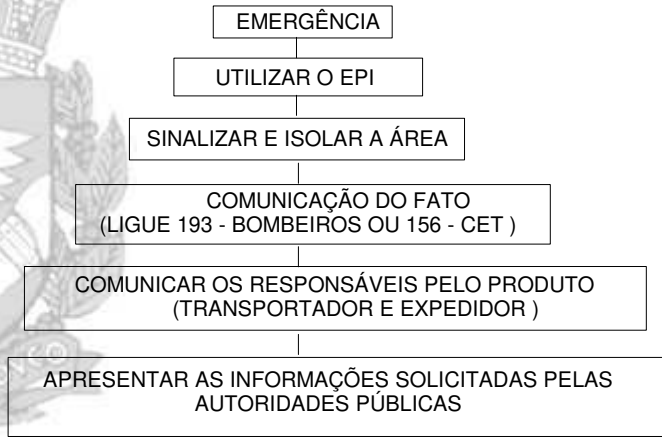 EMERGÊNCIA
UTILIZAR O EPI
SINALIZAR E ISOLAR A ÁREA
COMUNICAÇÃO DO FATO
(LIGUE 193 - BOMBEIROS OU 156 - CET )
COMUNICAR OS RESPONSÁVEIS PELO PRODUTO
(TRANSPORTADOR E EXPEDIDOR )
APRESENTAR AS INFORMAÇÕES SOLICITADAS PELAS
AUTORIDADES PÚBLICAS